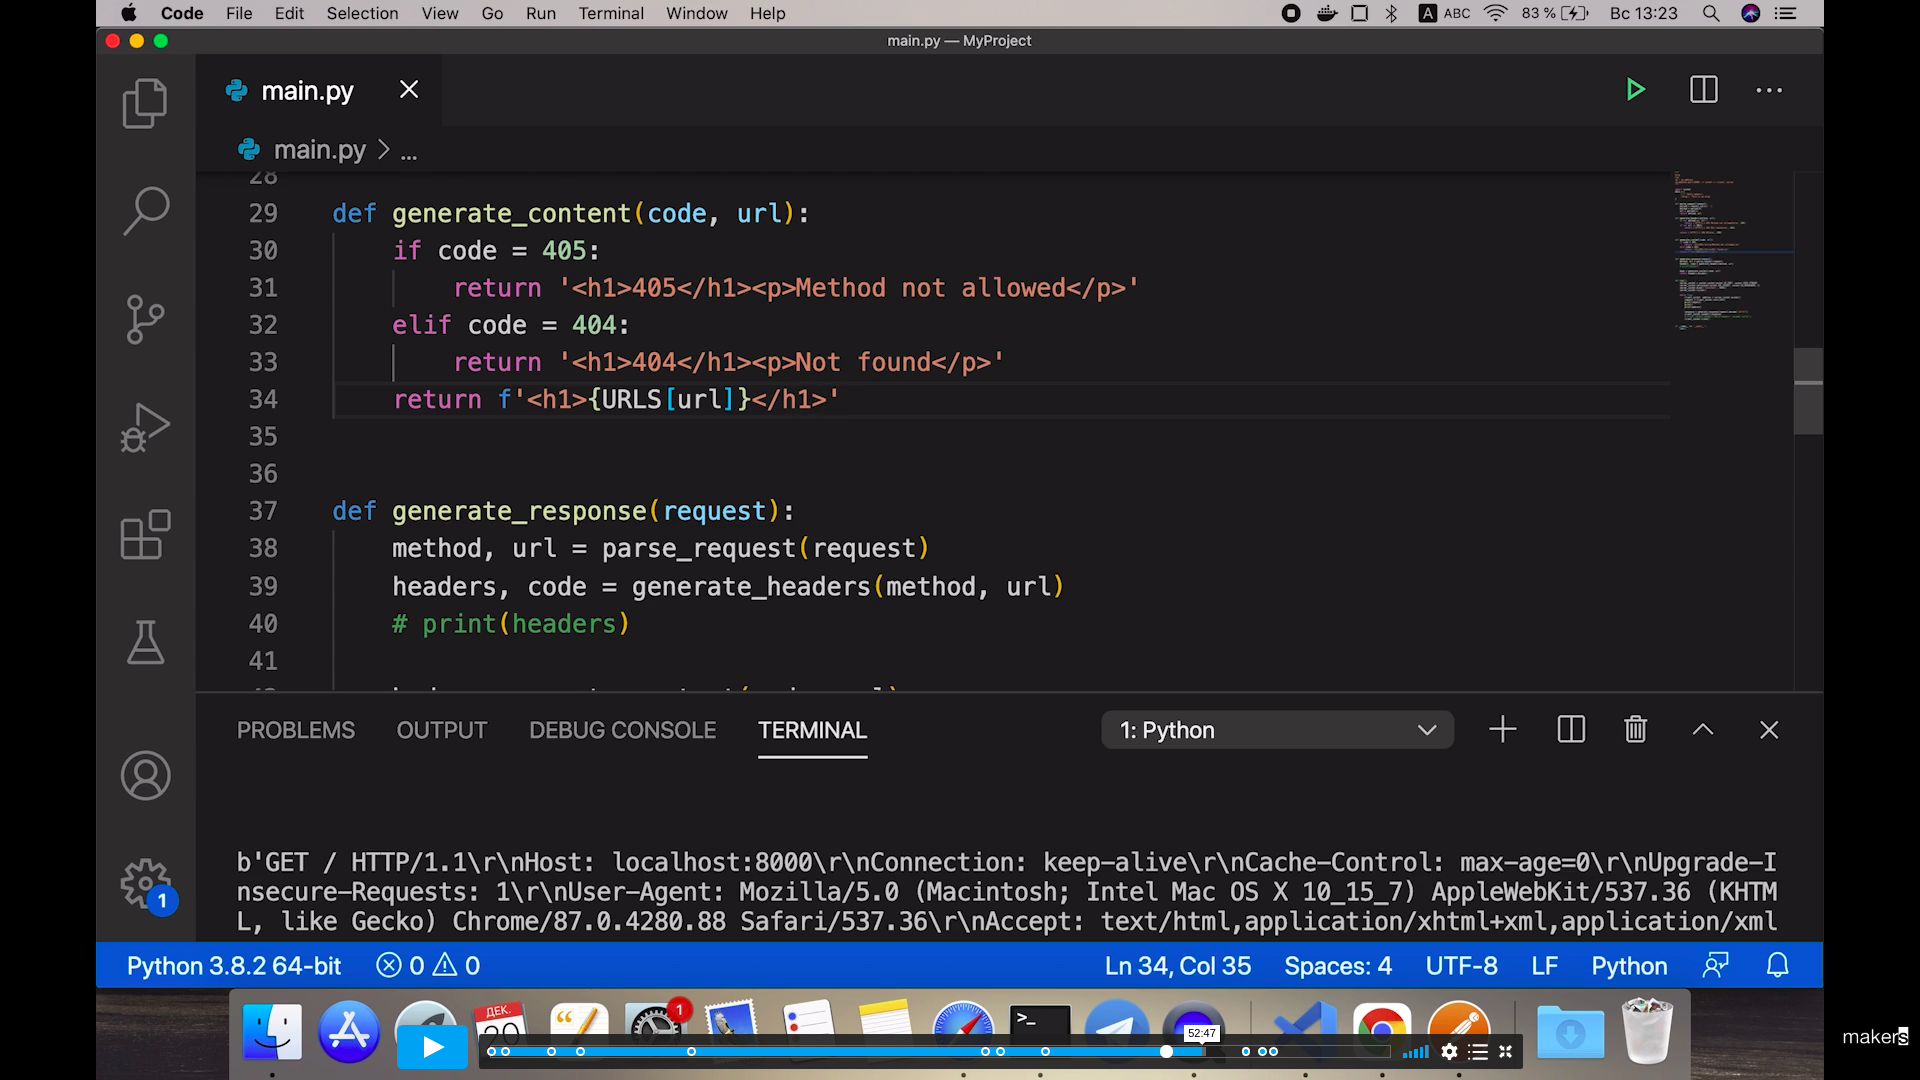 Code File Edit Selection View Go Run Terminal Window Help A ABC 83 % Вс 13:23
main.py — MyProject
main.py
main.py > ...
28
29 def generate_content(code, url):
30 if code = 405:
31 return '<h1>405</h1><p>Method not allowed</p>'
32 elif code = 404:
33 return '<h1>404</h1><p>Not found</p>'
34 return f'<h1>{URLS[url]}</h1>'
35
36
37 def generate_response(request):
38 method, url = parse_request(request)
39 headers, code = generate_headers(method, url)
40 # print(headers)
41
PROBLEMS OUTPUT DEBUG CONSOLE TERMINAL 1: Python
b'GET / HTTP/1.1\r\nHost: localhost:8000\r\nConnection: keep-alive\r\nCache-Control: max-age=0\r\nUpgrade-I
nsecure-Requests: 1\r\nUser-Agent: Mozilla/5.0 (Macintosh; Intel Mac OS X 10_15_7) AppleWebKit/537.36 (KHTM
L, like Gecko) Chrome/87.0.4280.88 Safari/537.36\r\nAccept: text/html,application/xhtml+xml,application/xml
1
Python 3.8.2 64-bit 0 0 Ln 34, Col 35 Spaces: 4 UTF-8 LF Python
ДЕК. 1 >_
52:47
makers